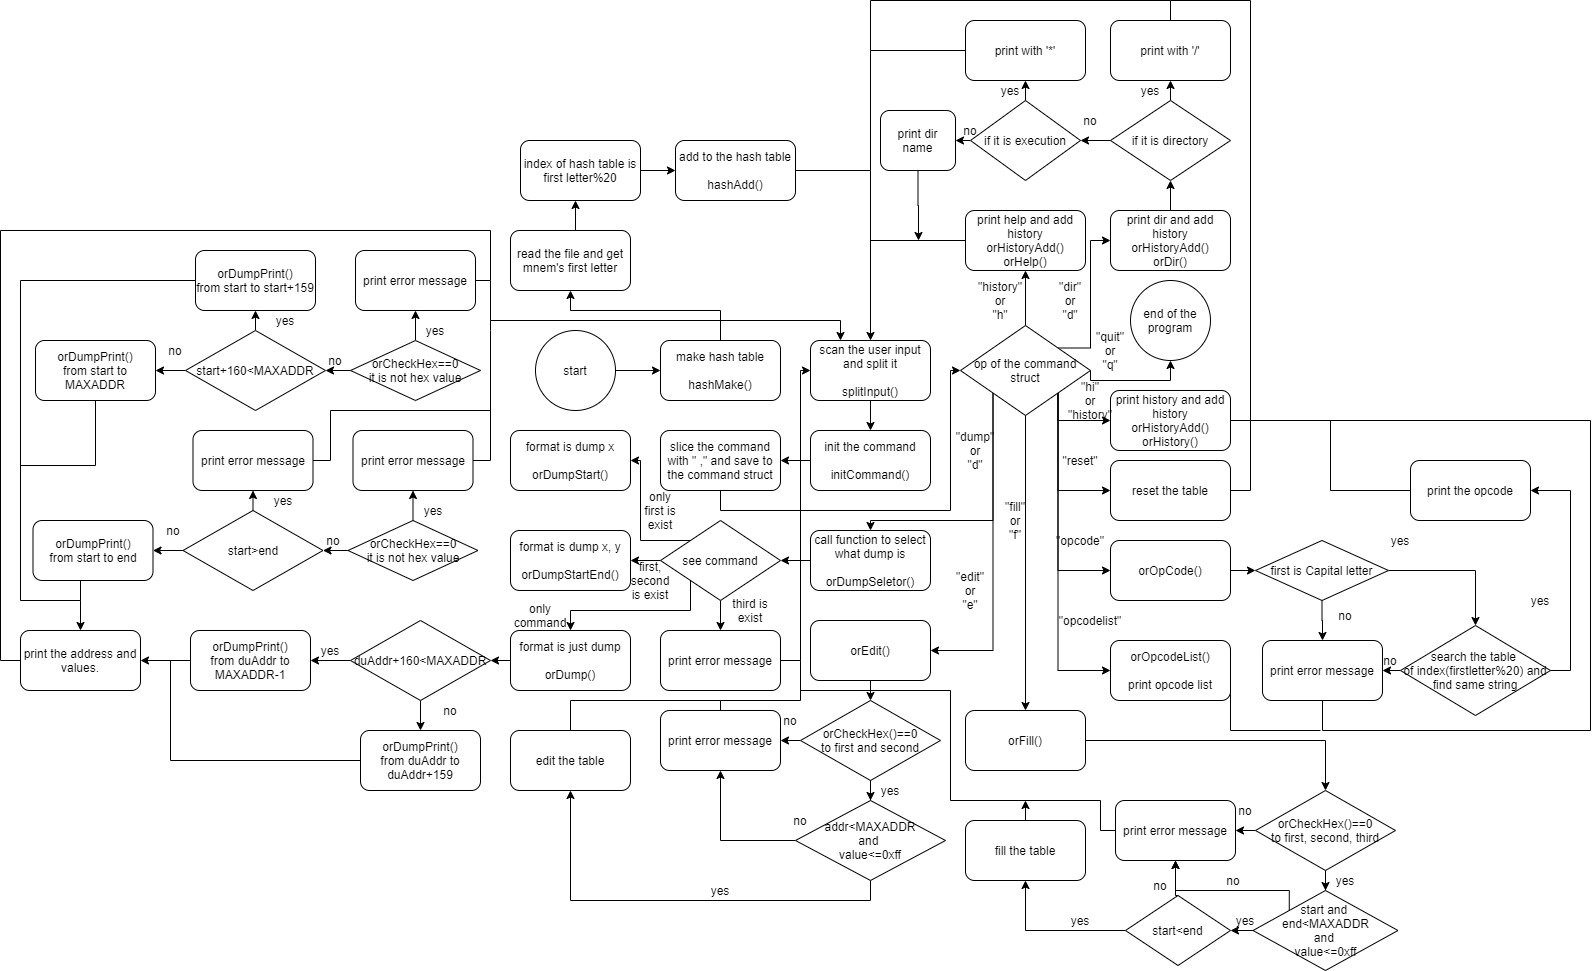 print with '*'
print with '/'
yes
yes
print dir
name
no
if it is execution
no
if it is directory
index of hash table is
first letter%20
add to the hash table
hashAdd()
read the file and get
mnem's first letter
print help and add
history
orHistoryAdd()
orHelp()
print dir and add
history
orHistoryAdd()
orDir()
"history"
or
"h"
"dir"
or
"d"
end of the
program
"quit"
or
"q"
orDumpPrint()
from start to start+159
print error message
yes
yes
orDumpPrint()
from start to
MAXADDR
no
start+160<MAXADDR
no
orCheckHex==0
it is not hex value
start
make hash table
hashMake()
scan the user input
and split it
splitInput()
op of the command
struct
"hi"
or
"history"
print history and add
history
orHistoryAdd()
orHistory()
print error message
print error message
yes
yes
format is dump x
orDumpStart()
slice the command
with " ," and save to
the command struct
init the command
initCommand()
"dump"
or
"d"
"reset"
reset the table
print the opcode
only
first is
exist
"fill"
or
"f"
orDumpPrint()
from start to end
no
start>end
no
orCheckHex==0
it is not hex value
format is dump x, y
orDumpStartEnd()
first,
second
is exist
see command
call function to select
what dump is
orDumpSeletor()
"edit"
or
"e"
"opcode"
orOpCode()
first is Capital letter
yes
yes
no
only
command
third is
exist
"opcodelist"
print the address and
values.
orDumpPrint()
from duAddr to
MAXADDR-1
yes
duAddr+160<MAXADDR
format is just dump
orDump()
print error message
orEdit()
orOpcodeList()
print opcode list
print error message
no
search the table
of index(firstletter%20) and
find same string
no
orDumpPrint()
from duAddr to
duAddr+159
edit the table
print error message
no
orCheckHex()==0
to first and second
orFill()
yes
no
addr<MAXADDR
and
value<=0xff
yes
fill the table
print error message
no
orCheckHex()==0
to first, second, third
yes
no
no
yes
start<end
yes
start and
end<MAXADDR
and
value<=0xff